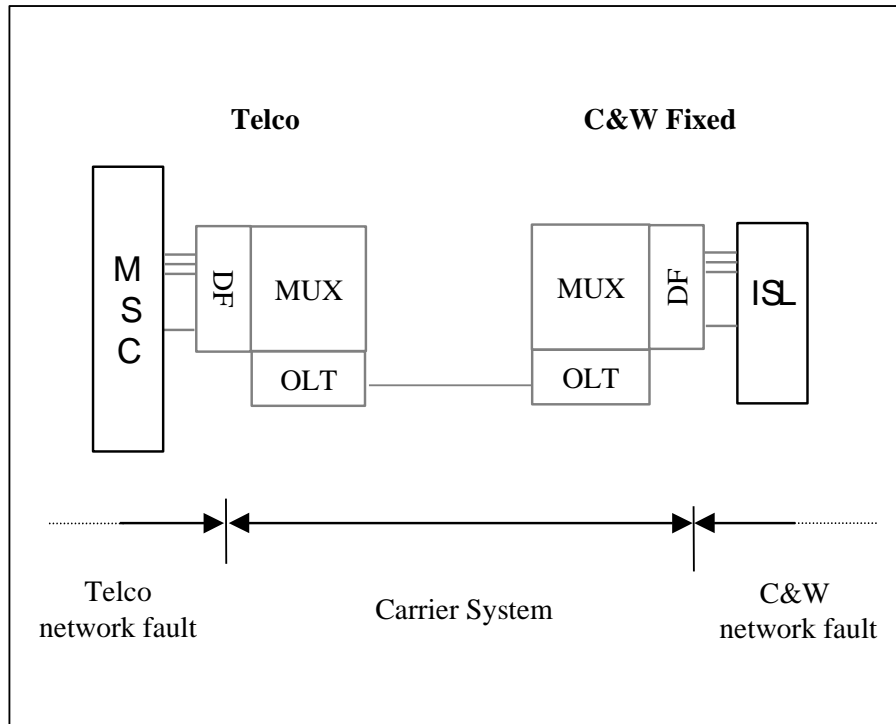 Telco
C&W Fixed
M
S
C
DF
MUX
OLT
MUX
DF
OLT
ISL
Telco
network fault
Carrier System
C&W
network fault